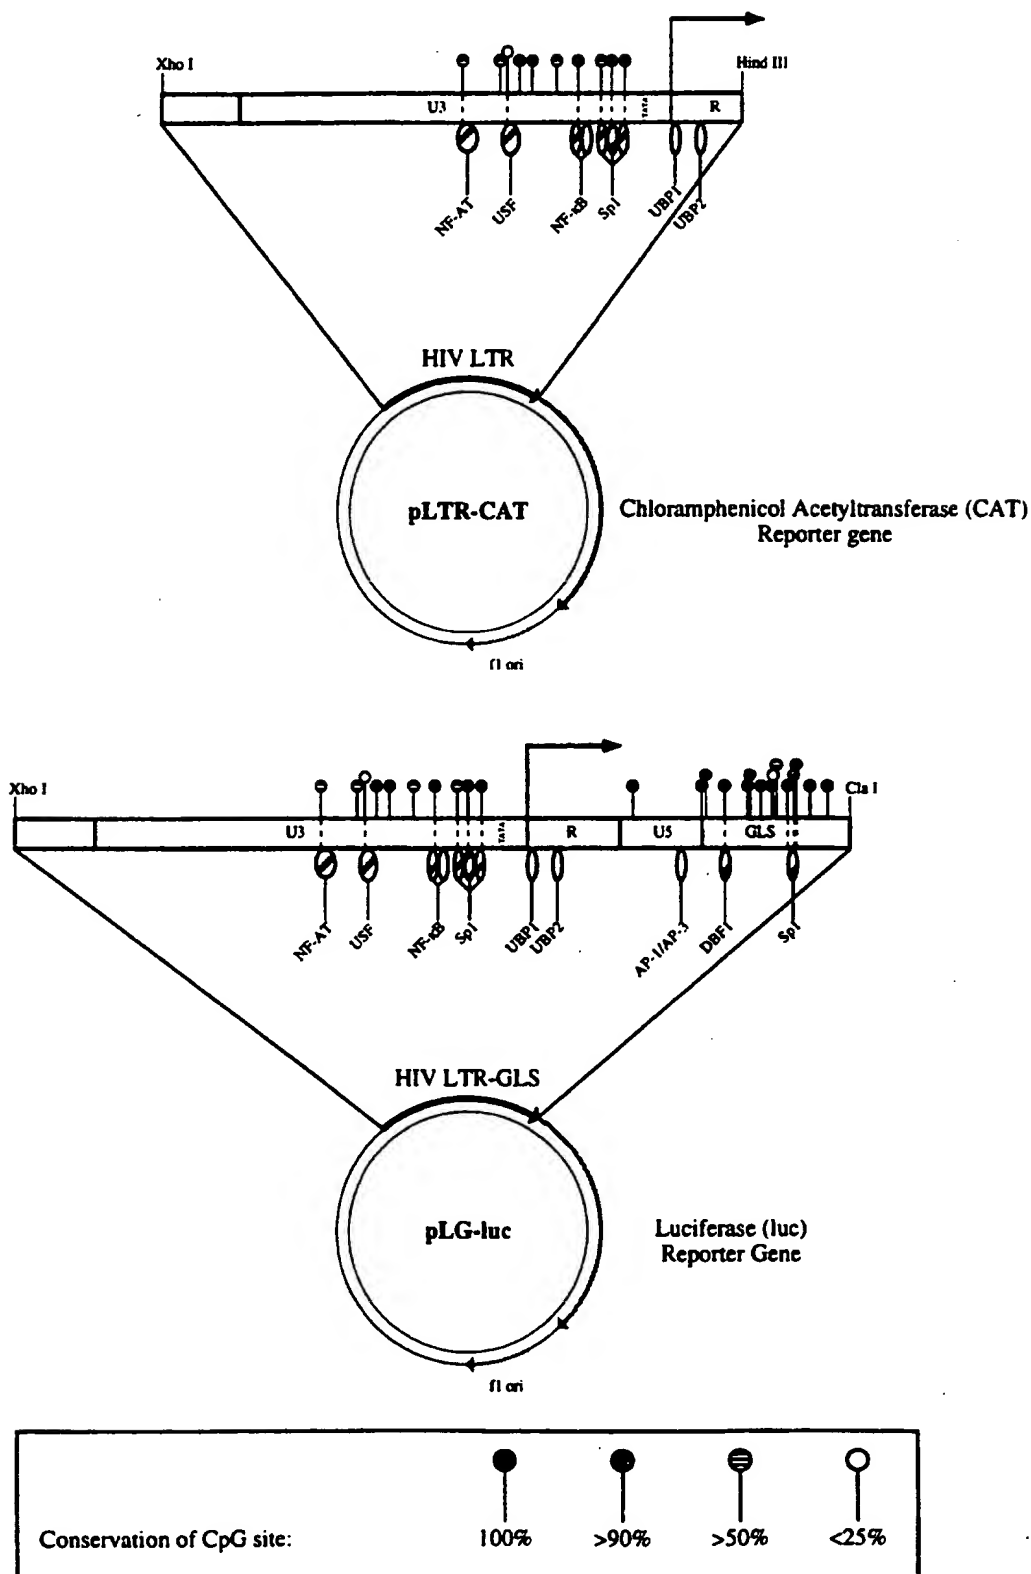 Xho I
Hind III
U3
TATA
R
NF-AT
USF
NF-κB
Sp1
UBP1
UBP2
HIV LTR
pLTR-CAT
Chloramphenicol Acetyltransferase (CAT)
Reporter gene
f1 ori
Xho I
Cla I
U3
TATA
R
U5
GLS
NF-AT
USF
NF-κB
Sp1
UBP1
UBP2
AP-1/AP-3
DBF1
Sp1
HIV LTR-GLS
pLG-luc
Luciferase (luc)
Reporter Gene
f1 ori
Conservation of CpG site:
100%
>90%
>50%
<25%